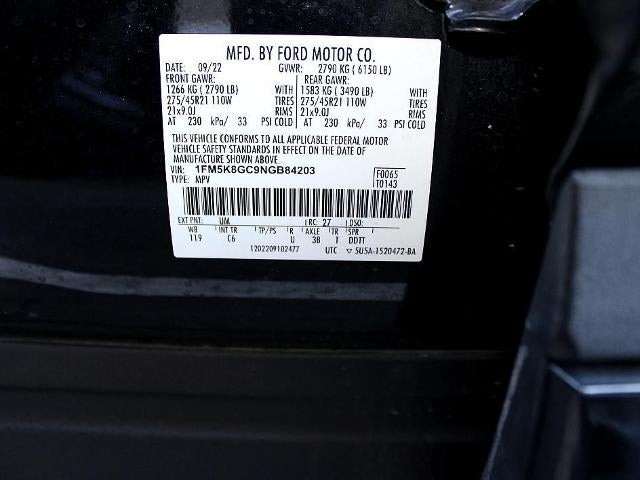 MFD. BY FORD MOTOR CO.
DATE: 09/22 GVWR: 2790 KG ( 6150 LB)
FRONT GAWR: REAR GAWR:
1266 KG ( 2790 LB) WITH 1583 KG ( 3490 LB) WITH
275/45R21 110W TIRES 275/45R21 110W TIRES
21x9.0J RIMS 21x9.0J RIMS
AT 230 kPa/ 33 PSI COLD AT 230 kPa/ 33 PSI COLD
THIS VEHICLE CONFORMS TO ALL APPLICABLE FEDERAL MOTOR
VEHICLE SAFETY STANDARDS IN EFFECT ON THE DATE OF
MANUFACTURE SHOWN ABOVE.
VIN: 1FM5K8GC9NGB84203 F0065
TYPE: MPV T0143
EXT PNT: UM RC: 27 DSO:
WB INT TR TP/PS R AXLE TR SPR
119 C6 U 38 T DDTT
1202209102477 UTC ▽ 5U5A-1520472-BA